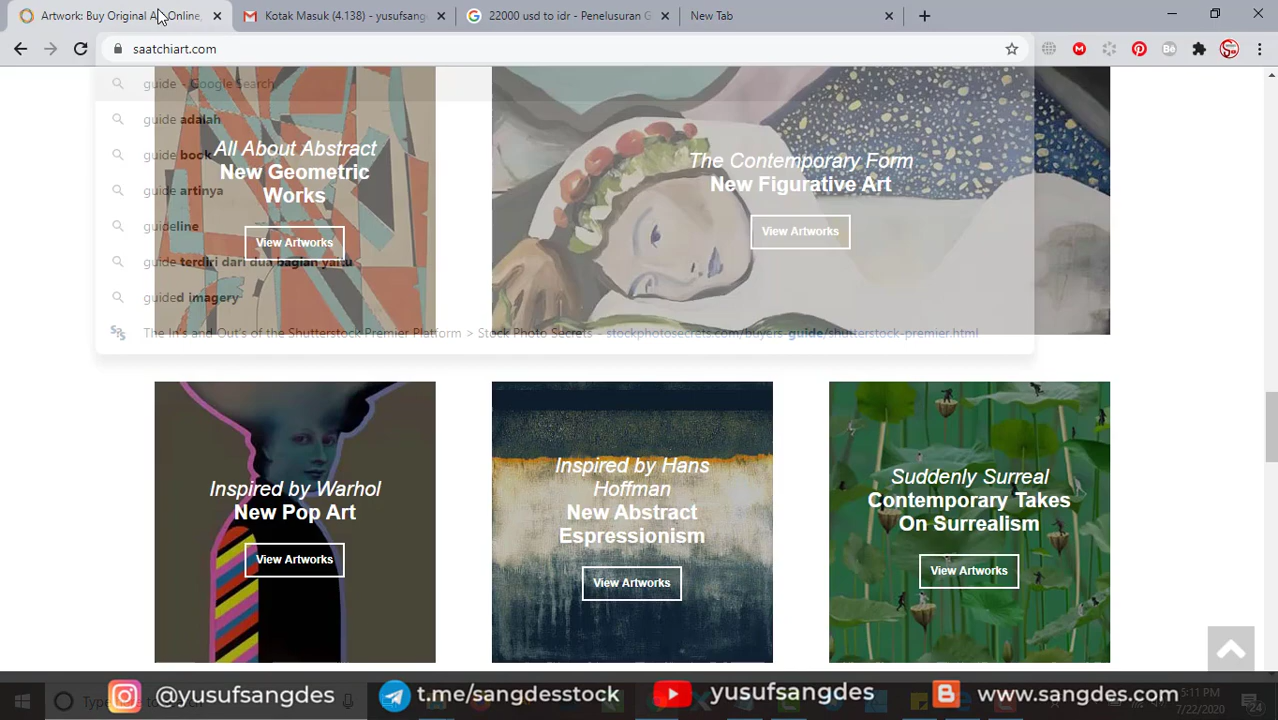 Artwork: Buy Original Art Online,
Kotak Masuk (4.138) - yusufsang
22000 usd to idr - Penelusuran G
New Tab
saatchiart.com
guide - Google Search
guide adalah
guide book
guide artinya
guideline
guide terdiri dari dua bagian yaitu
guided imagery
The In's and Out's of the Shutterstock Premier Platform > Stock Photo Secrets - stockphotosecrets.com/buyers-guide/shutterstock-premier.html
All About Abstract
New Geometric
Works
View Artworks
The Contemporary Form
New Figurative Art
View Artworks
Inspired by Warhol
New Pop Art
View Artworks
Inspired by Hans
Hoffman
New Abstract
Espressionism
View Artworks
Suddenly Surreal
Contemporary Takes
On Surrealism
View Artworks
@yusufsangdes
t.me/sangdesstock
yusufsangdes
www.sangdes.com
5:11 PM
7/22/2020
24